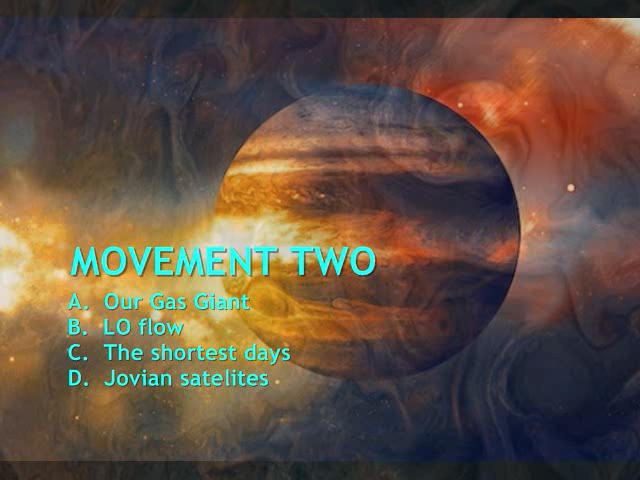 MOVEMENT TWO
A. Our Gas Giant
B. LO flow
C. The shortest days
D. Jovian satelites